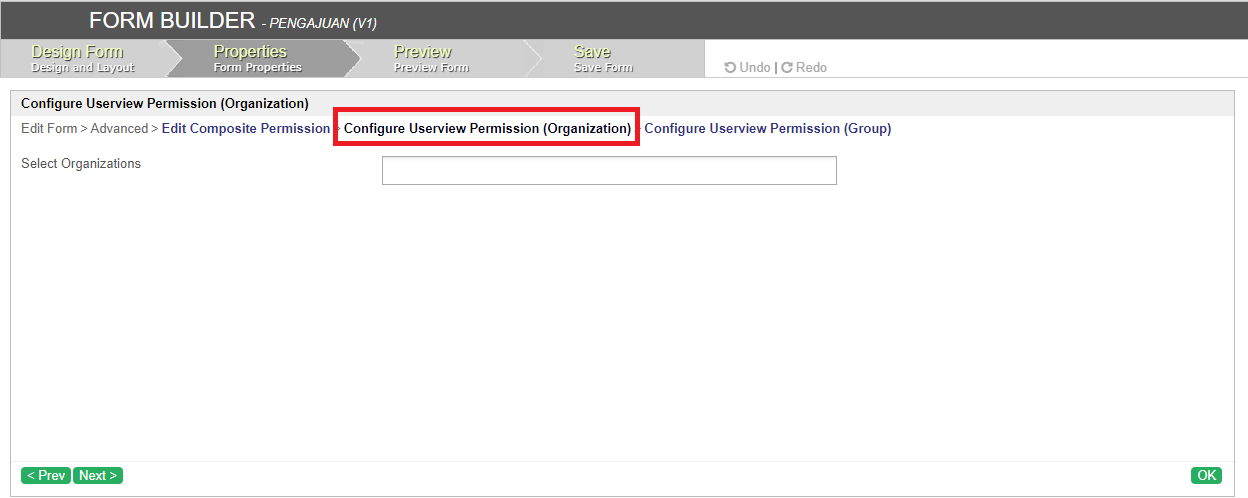 FORM BUILDER - PENGAJUAN (V1)
Design Form
Design and Layout
Properties
Form Properties
Preview
Preview Form
Save
Save Form
Undo | Redo
Configure Userview Permission (Organization)
Edit Form > Advanced > Edit Composite Permission > Configure Userview Permission (Organization) > Configure Userview Permission (Group)
Select Organizations
< Prev Next > OK